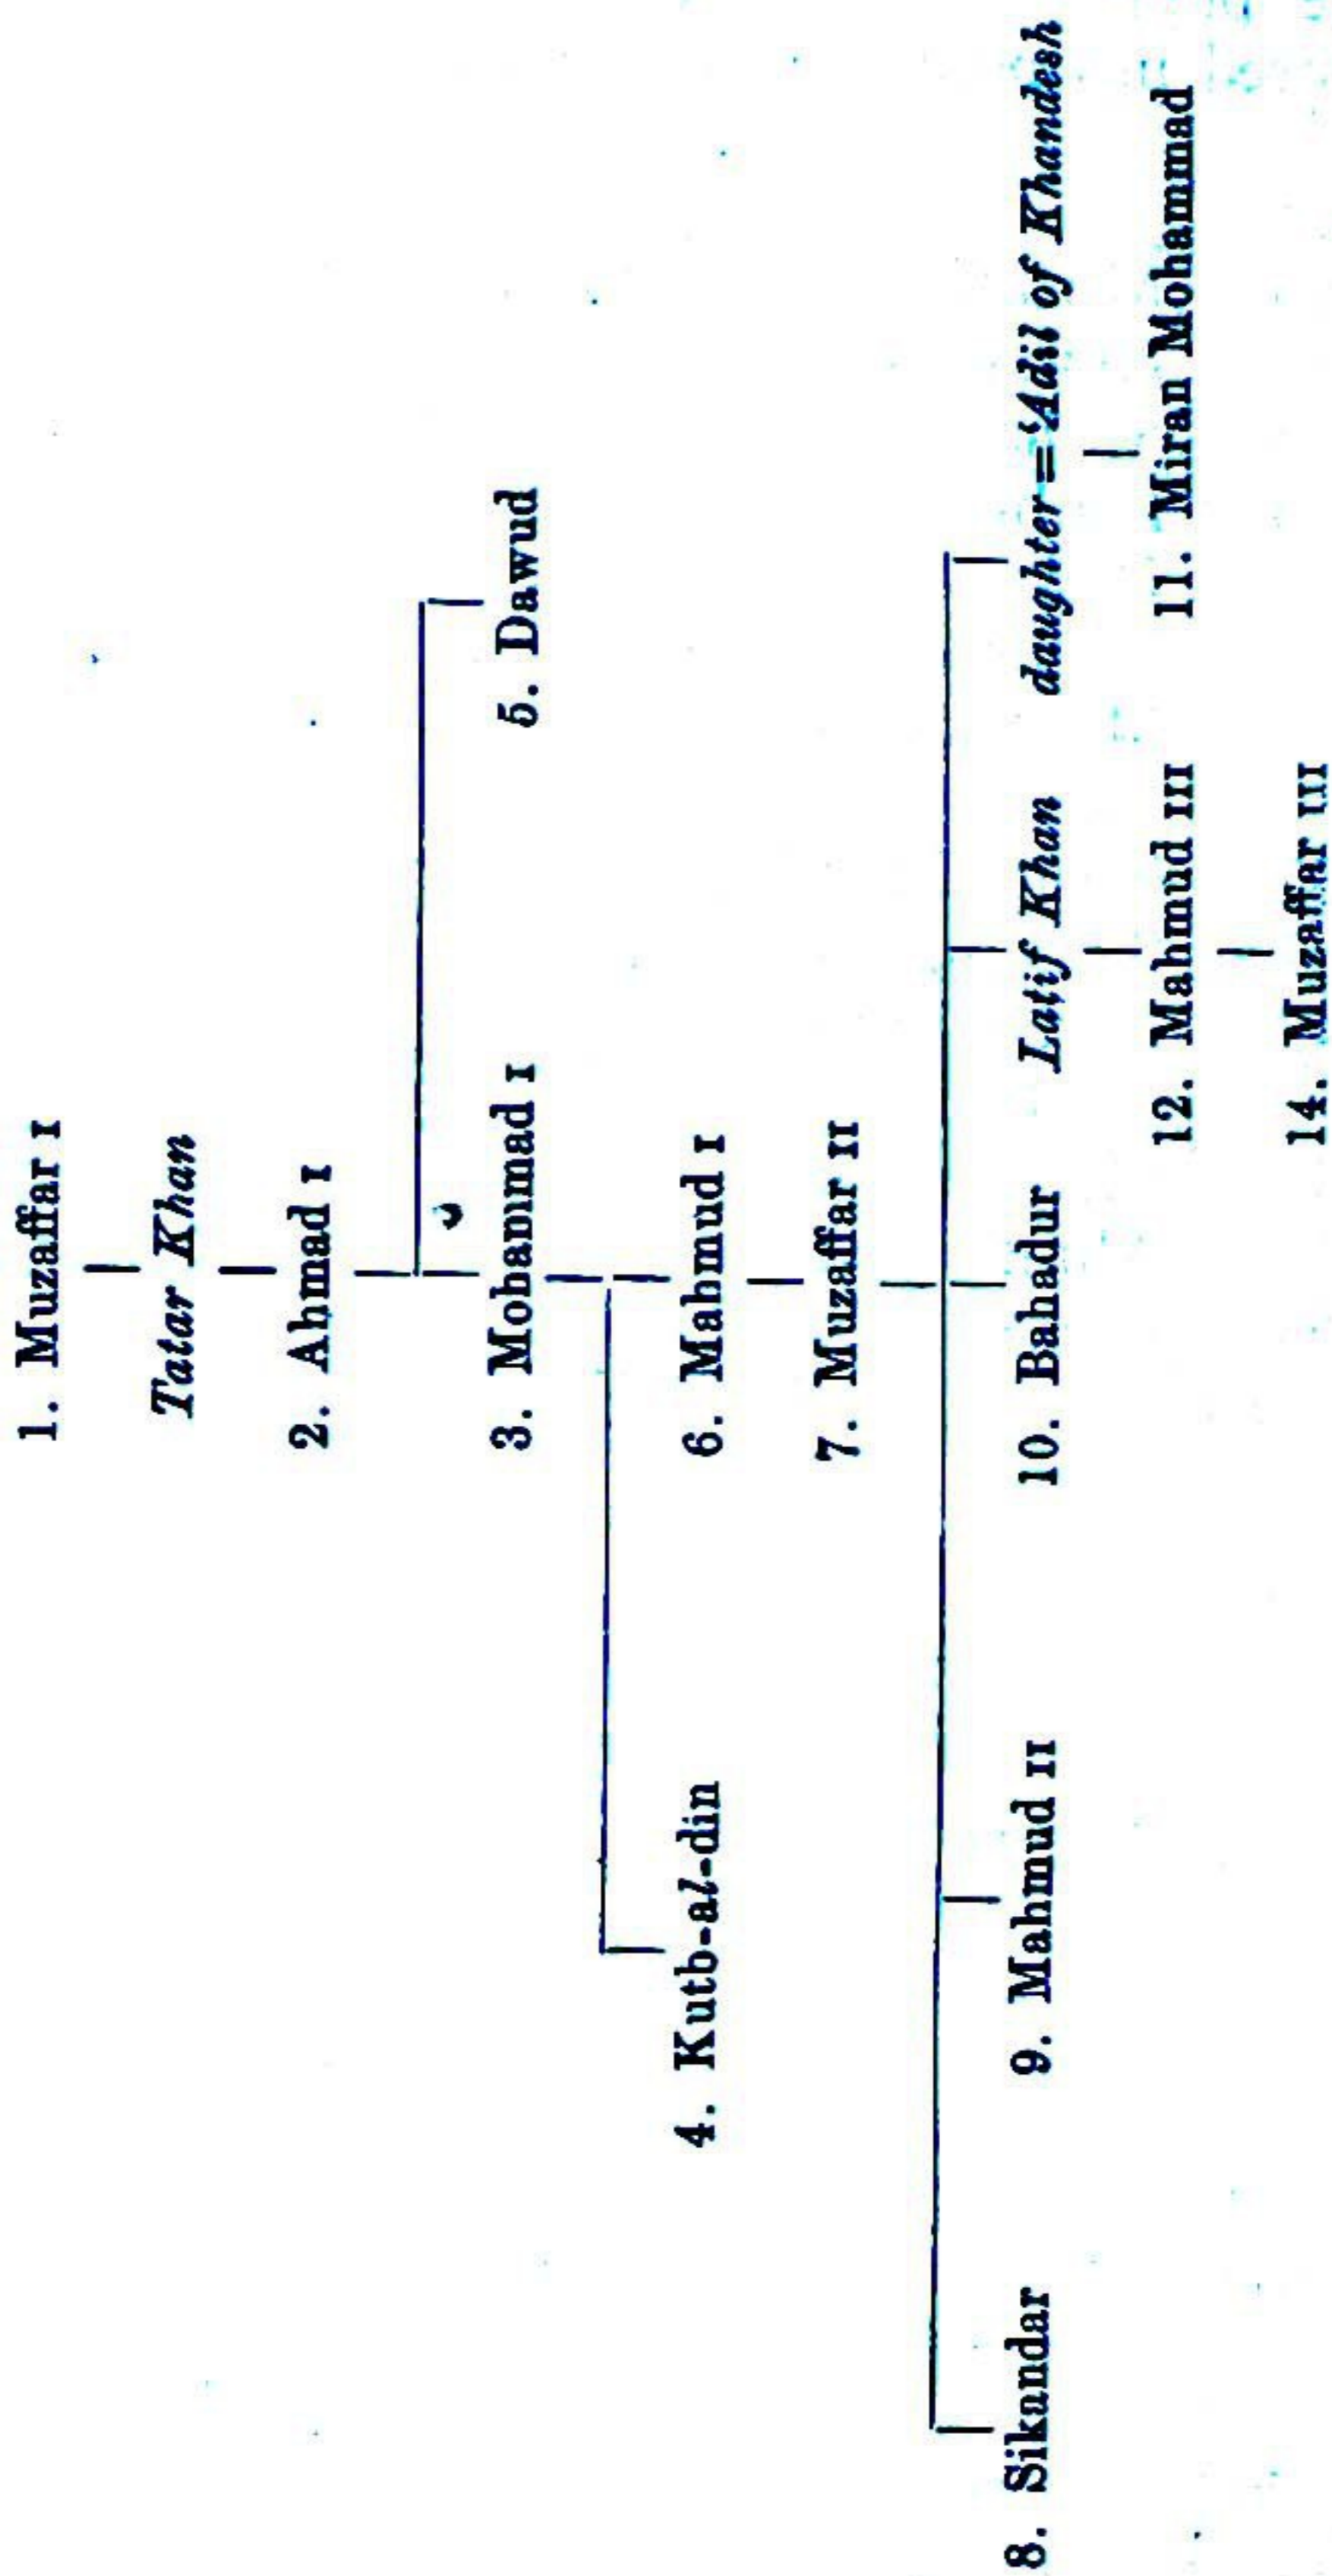 1. Muzaffar I
Tatar Khan
2. Ahmad I
3. Mohammad I 5. Dawud
4. Kutb-al-din 6. Mahmud I
7. Muzaffar II
8. Sikandar 9. Mahmud II 10. Bahadur Latif Khan daughter = ‘Adil of Khandesh
12. Mahmud III 11. Miran Mohammad
14. Muzaffar III